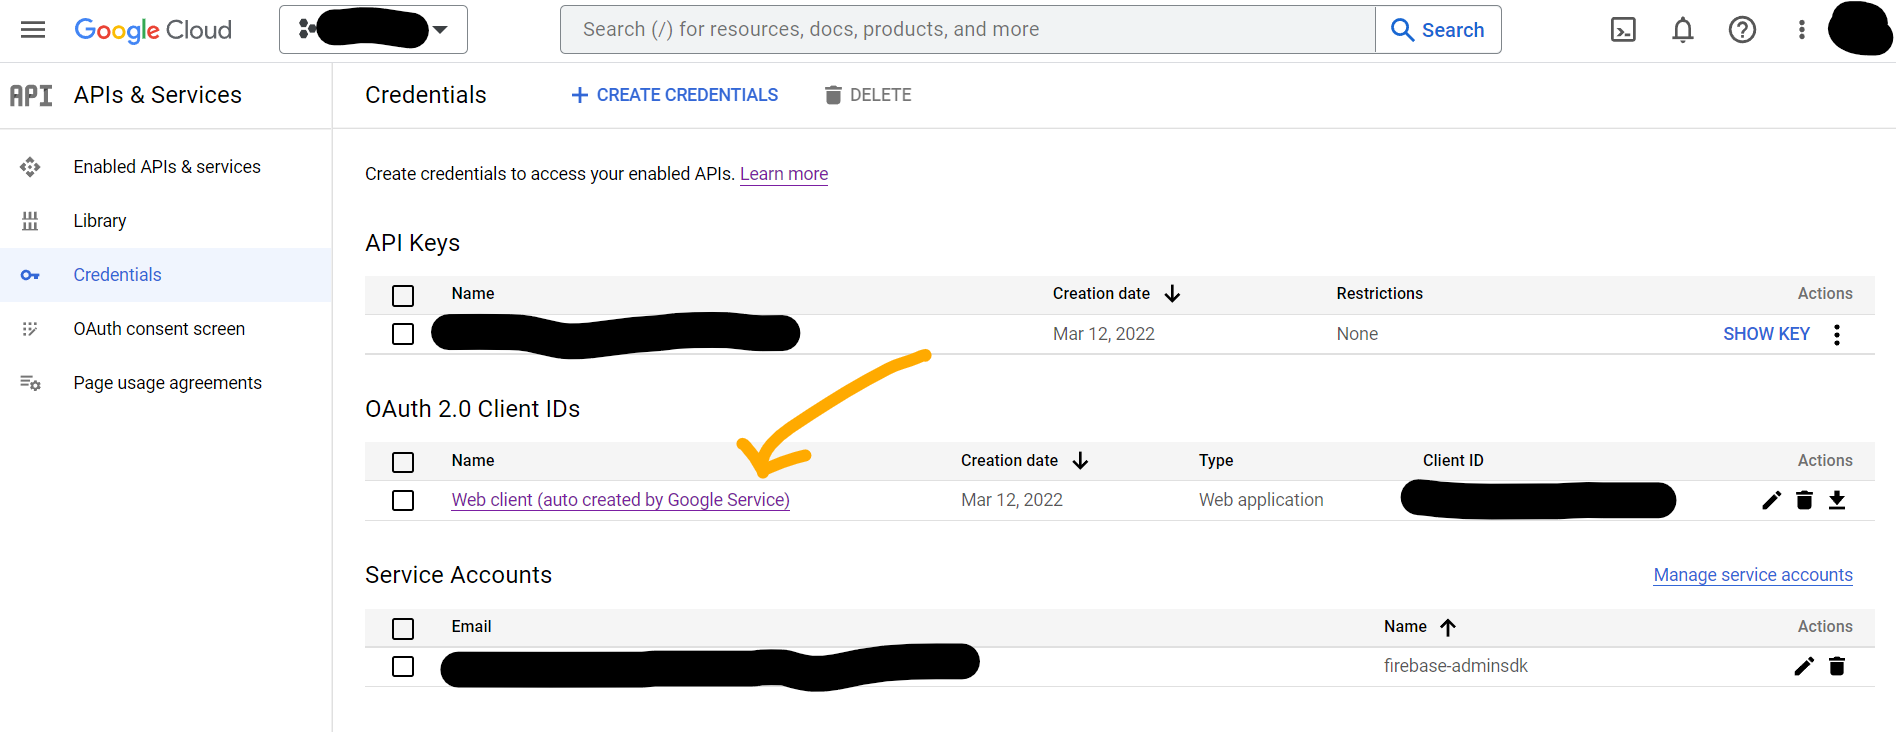 Google Cloud
Search (/) for resources, docs, products, and more
Search
API APIs & Services
Credentials
CREATE CREDENTIALS
DELETE
Enabled APIs & services
Library
Credentials
OAuth consent screen
Page usage agreements
Create credentials to access your enabled APIs. Learn more
API Keys
Name Creation date Restrictions Actions
Mar 12, 2022 None SHOW KEY
OAuth 2.0 Client IDs
Name Creation date Type Client ID Actions
Web client (auto created by Google Service) Mar 12, 2022 Web application
Service Accounts Manage service accounts
Email Name Actions
firebase-adminsdk